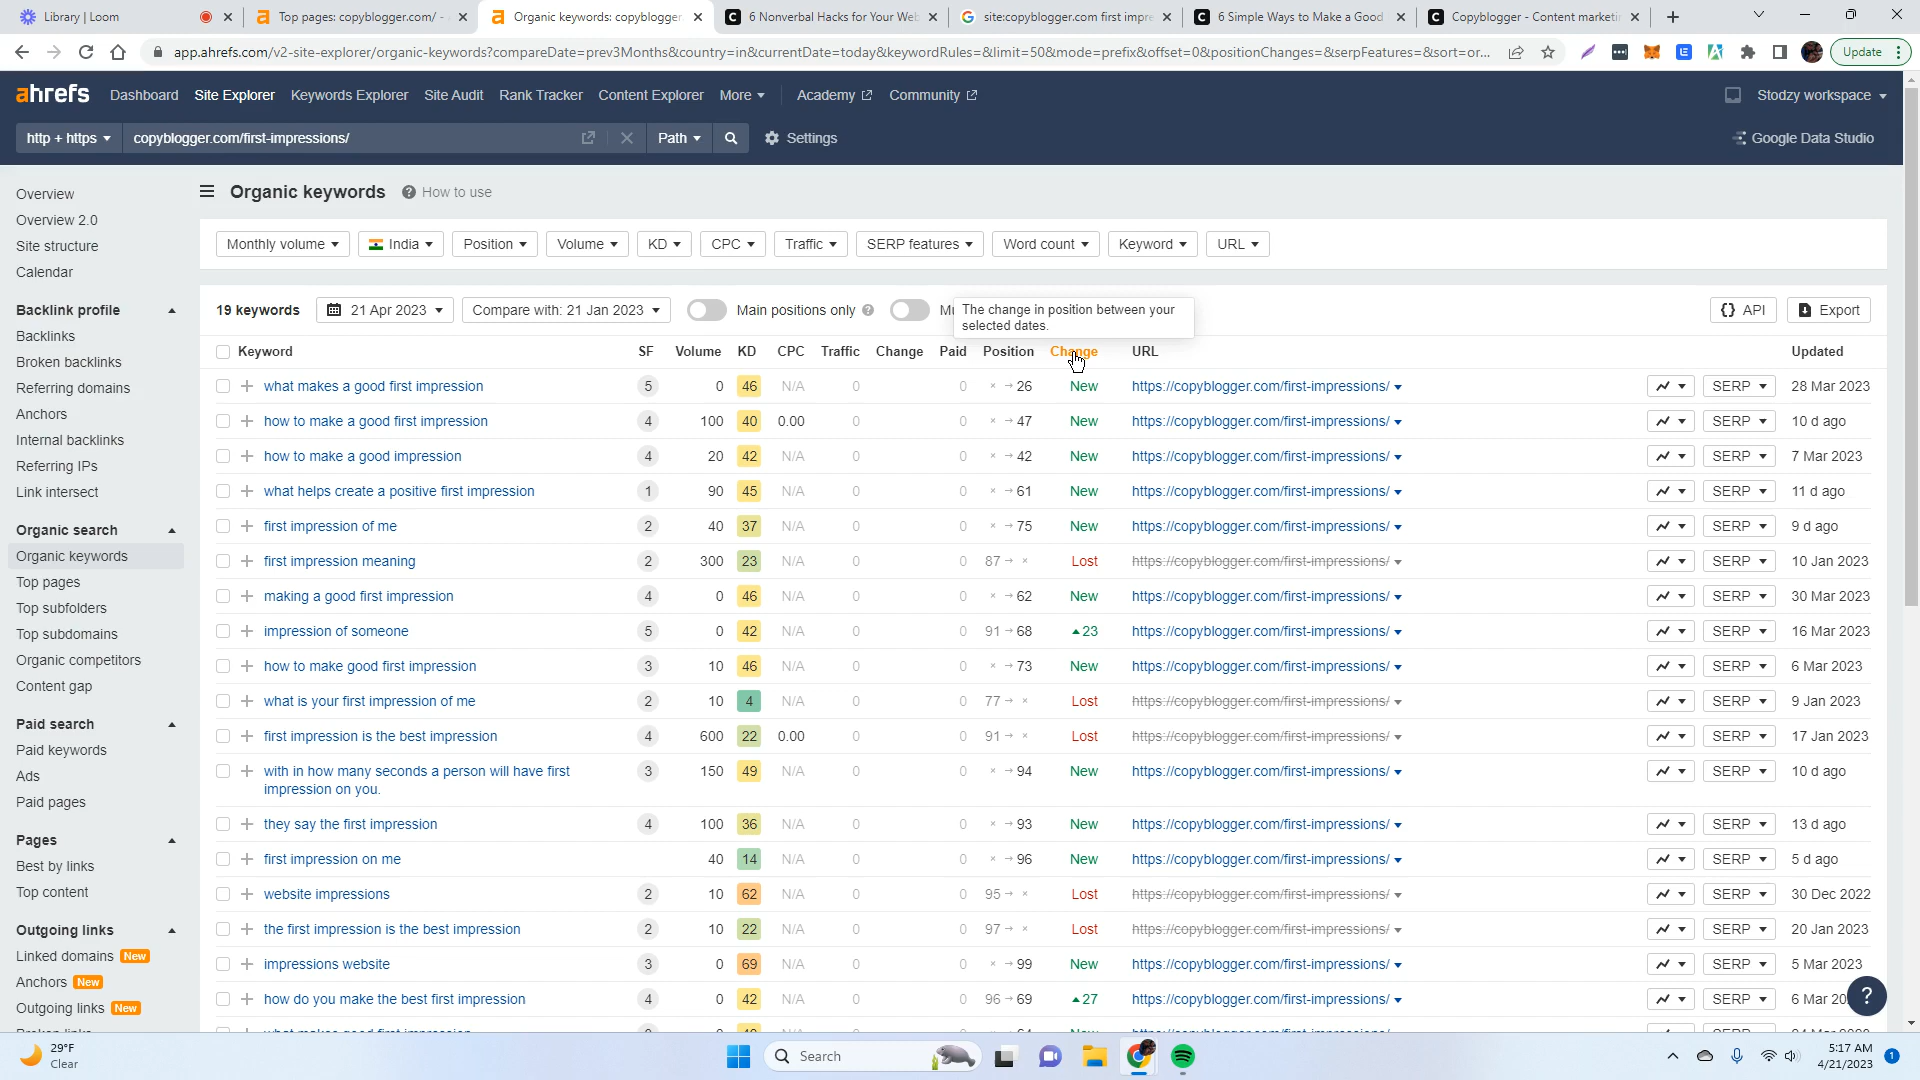 Library | Loom
Top pages: copyblogger.com/ -
Organic keywords: copyblogger.
6 Nonverbal Hacks for Your Web
site:copyblogger.com first impre
6 Simple Ways to Make a Good
Copyblogger - Content marketin
app.ahrefs.com/v2-site-explorer/organic-keywords?compareDate=prev3Months&country=in&currentDate=today&keywordRules=&limit=50&mode=prefix&offset=0&positionChanges=&serpFeatures=&sort=or...
Update
ahrefs Dashboard Site Explorer Keywords Explorer Site Audit Rank Tracker Content Explorer More Academy Community Stodzy workspace
http + https copyblogger.com/first-impressions/ Path Settings Google Data Studio
Overview
Overview 2.0
Site structure
Calendar
Backlink profile
Backlinks
Broken backlinks
Referring domains
Anchors
Internal backlinks
Referring IPs
Link intersect
Organic search
Organic keywords
Top pages
Top subfolders
Top subdomains
Organic competitors
Content gap
Paid search
Paid keywords
Ads
Paid pages
Pages
Best by links
Top content
Outgoing links
Linked domains New
Anchors New
Outgoing links New
Organic keywords ? How to use
Monthly volume India Position Volume KD CPC Traffic SERP features Word count Keyword URL
19 keywords 21 Apr 2023 Compare with: 21 Jan 2023 Main positions only ? API Export
The change in position between your
selected dates.
Keyword SF Volume KD CPC Traffic Change Paid Position Change URL Updated
what makes a good first impression 5 0 46 N/A 0 0 × → 26 New https://copyblogger.com/first-impressions/ SERP 28 Mar 2023
how to make a good first impression 4 100 40 0.00 0 0 × → 47 New https://copyblogger.com/first-impressions/ SERP 10 d ago
how to make a good impression 4 20 42 N/A 0 0 × → 42 New https://copyblogger.com/first-impressions/ SERP 7 Mar 2023
what helps create a positive first impression 1 90 45 N/A 0 0 × → 61 New https://copyblogger.com/first-impressions/ SERP 11 d ago
first impression of me 2 40 37 N/A 0 0 × → 75 New https://copyblogger.com/first-impressions/ SERP 9 d ago
first impression meaning 2 300 23 N/A 0 0 87 → × Lost https://copyblogger.com/first-impressions/ SERP 10 Jan 2023
making a good first impression 4 0 46 N/A 0 0 × → 62 New https://copyblogger.com/first-impressions/ SERP 30 Mar 2023
impression of someone 5 0 42 N/A 0 0 91 → 68 ▲23 https://copyblogger.com/first-impressions/ SERP 16 Mar 2023
how to make good first impression 3 10 46 N/A 0 0 × → 73 New https://copyblogger.com/first-impressions/ SERP 6 Mar 2023
what is your first impression of me 2 10 4 N/A 0 0 77 → × Lost https://copyblogger.com/first-impressions/ SERP 9 Jan 2023
first impression is the best impression 4 600 22 0.00 0 0 91 → × Lost https://copyblogger.com/first-impressions/ SERP 17 Jan 2023
with in how many seconds a person will have first 3 150 49 N/A 0 0 × → 94 New https://copyblogger.com/first-impressions/ SERP 10 d ago
impression on you.
they say the first impression 4 100 36 N/A 0 0 × → 93 New https://copyblogger.com/first-impressions/ SERP 13 d ago
first impression on me 40 14 N/A 0 0 × → 96 New https://copyblogger.com/first-impressions/ SERP 5 d ago
website impressions 2 10 62 N/A 0 0 95 → × Lost https://copyblogger.com/first-impressions/ SERP 30 Dec 2022
the first impression is the best impression 2 10 22 N/A 0 0 97 → × Lost https://copyblogger.com/first-impressions/ SERP 20 Jan 2023
impressions website 3 0 69 N/A 0 0 × → 99 New https://copyblogger.com/first-impressions/ SERP 5 Mar 2023
how do you make the best first impression 4 0 42 N/A 0 0 96 → 69 ▲27 https://copyblogger.com/first-impressions/ SERP 6 Mar 20
?
29°F
Clear
Search
5:17 AM
4/21/2023
1